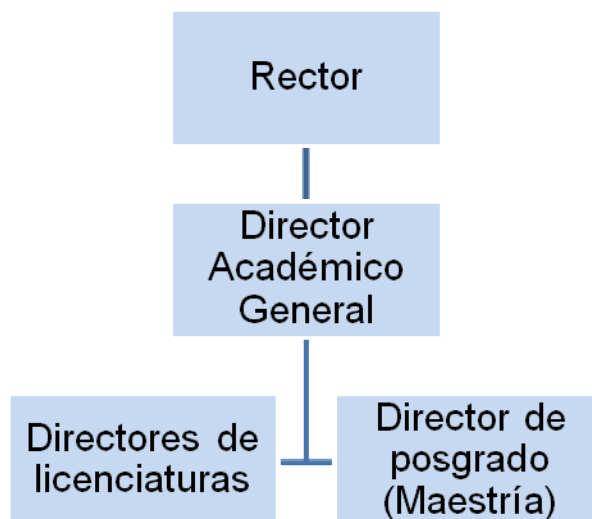 Rector
Director
Académico
General
Directores de
licenciaturas
Director de
posgrado
(Maestría)